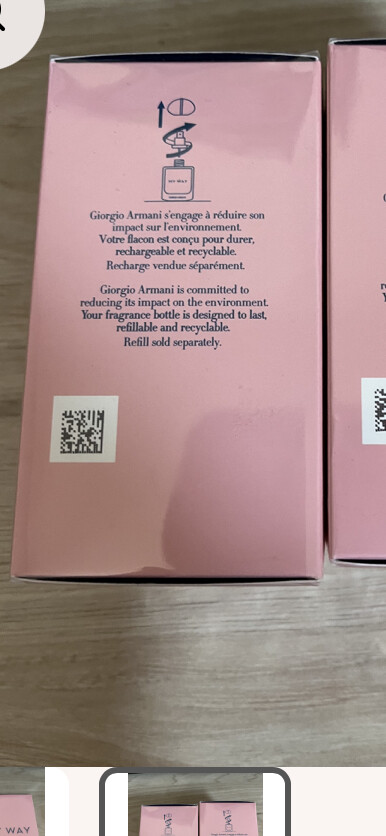 MY WAY
Giorgio Armani s'engage à réduire son
impact sur l'environnement.
Votre flacon est conçu pour durer,
rechargeable et recyclable.
Recharge vendue séparément.
Giorgio Armani is committed to
reducing its impact on the environment.
Your fragrance bottle is designed to last,
refillable and recyclable.
Refill sold separately.
WAY